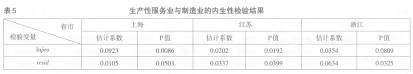 表5 生产性服务业与制造业的内生性检验结果
省市 上海 江苏 浙江
检验变量 估计系数 P值 估计系数 P值 估计系数 P值
lnpro 0.0923 0.0086 0.0202 0.0192 0.0354 0.0809
resid 0.0105 0.0503 0.0337 0.0399 0.0634 0.0325